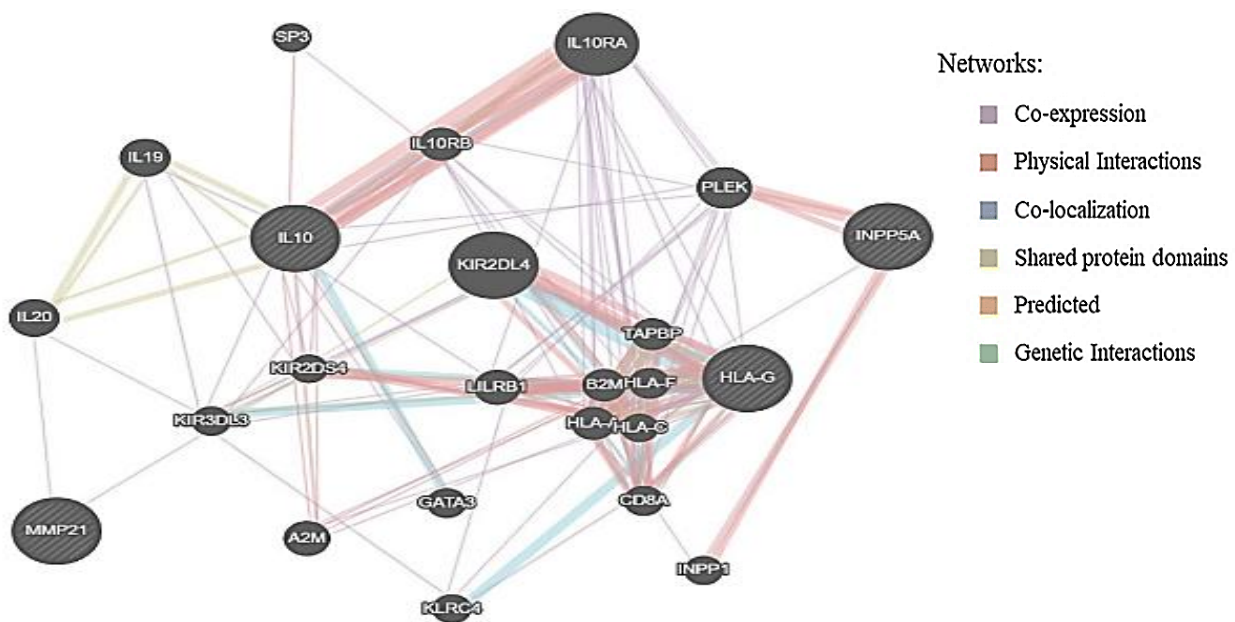 SP3
IL10RA
Networks:
Co-expression
IL10RB
IL19
Physical Interactions
PLEK
Co-localization
IL10
INPP5A
KIR2DL4
Shared protein domains
Predicted
IL20
TAPBP
Genetic Interactions
KIR2DS4
LILRB1
B2M
HLA-F
HLA-G
KIR3DL3
HLA-A
HLA-C
GATA3
CD8A
MMP21
A2M
INPP1
KLRC4